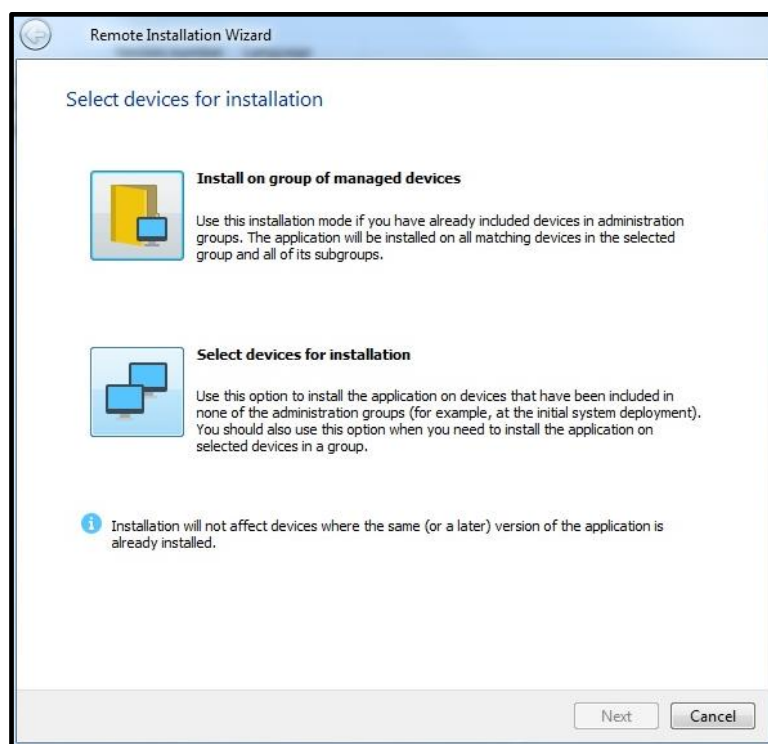 Remote Installation Wizard
Select devices for installation
Install on group of managed devices
Use this installation mode if you have already included devices in administration
groups. The application will be installed on all matching devices in the selected
group and all of its subgroups.
Select devices for installation
Use this option to install the application on devices that have been included in
none of the administration groups (for example, at the initial system deployment).
You should also use this option when you need to install the application on
selected devices in a group.
Installation will not affect devices where the same (or a later) version of the application is
already installed.
Next Cancel